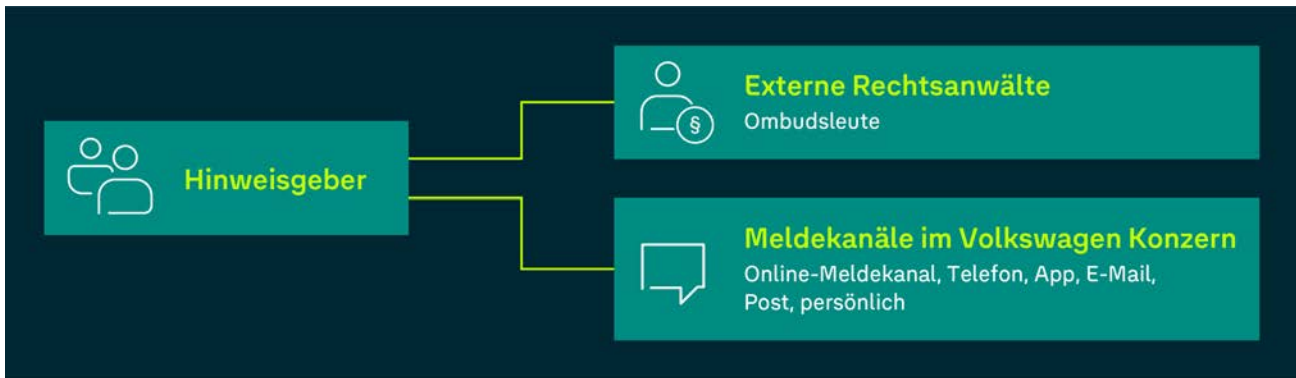 Hinweisgeber
Externe Rechtsanwälte
§
Ombudsleute
Meldekanäle im Volkswagen Konzern
Online-Meldekanal, Telefon, App, E-Mail,
Post, persönlich